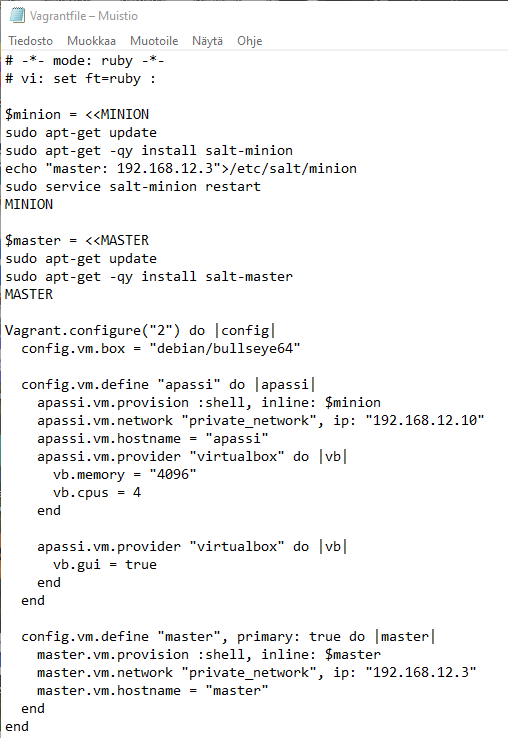 Vagrantfile – Muistio
Tiedosto Muokkaa Muotoile Näytä Ohje
# -*- mode: ruby -*-
# vi: set ft=ruby :

$minion = <<MINION
sudo apt-get update
sudo apt-get -qy install salt-minion
echo "master: 192.168.12.3">/etc/salt/minion
sudo service salt-minion restart
MINION

$master = <<MASTER
sudo apt-get update
sudo apt-get -qy install salt-master
MASTER

Vagrant.configure("2") do |config|
  config.vm.box = "debian/bullseye64"

  config.vm.define "apassi" do |apassi|
    apassi.vm.provision :shell, inline: $minion
    apassi.vm.network "private_network", ip: "192.168.12.10"
    apassi.vm.hostname = "apassi"
    apassi.vm.provider "virtualbox" do |vb|
      vb.memory = "4096"
      vb.cpus = 4
    end

    apassi.vm.provider "virtualbox" do |vb|
      vb.gui = true
    end
  end

  config.vm.define "master", primary: true do |master|
    master.vm.provision :shell, inline: $master
    master.vm.network "private_network", ip: "192.168.12.3"
    master.vm.hostname = "master"
  end
end